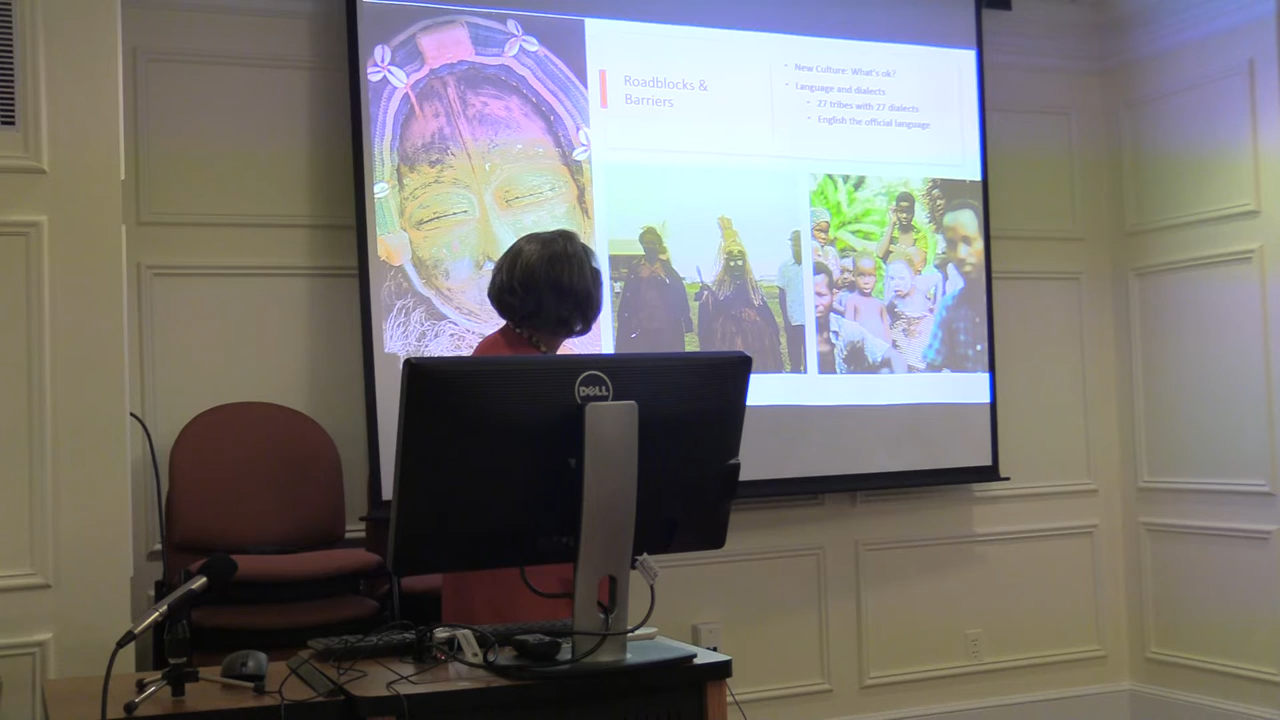 Roadblocks &
Barriers
New Culture: What's ok?
Language and dialects
27 tribes with 27 dialects
English the official language
DELL